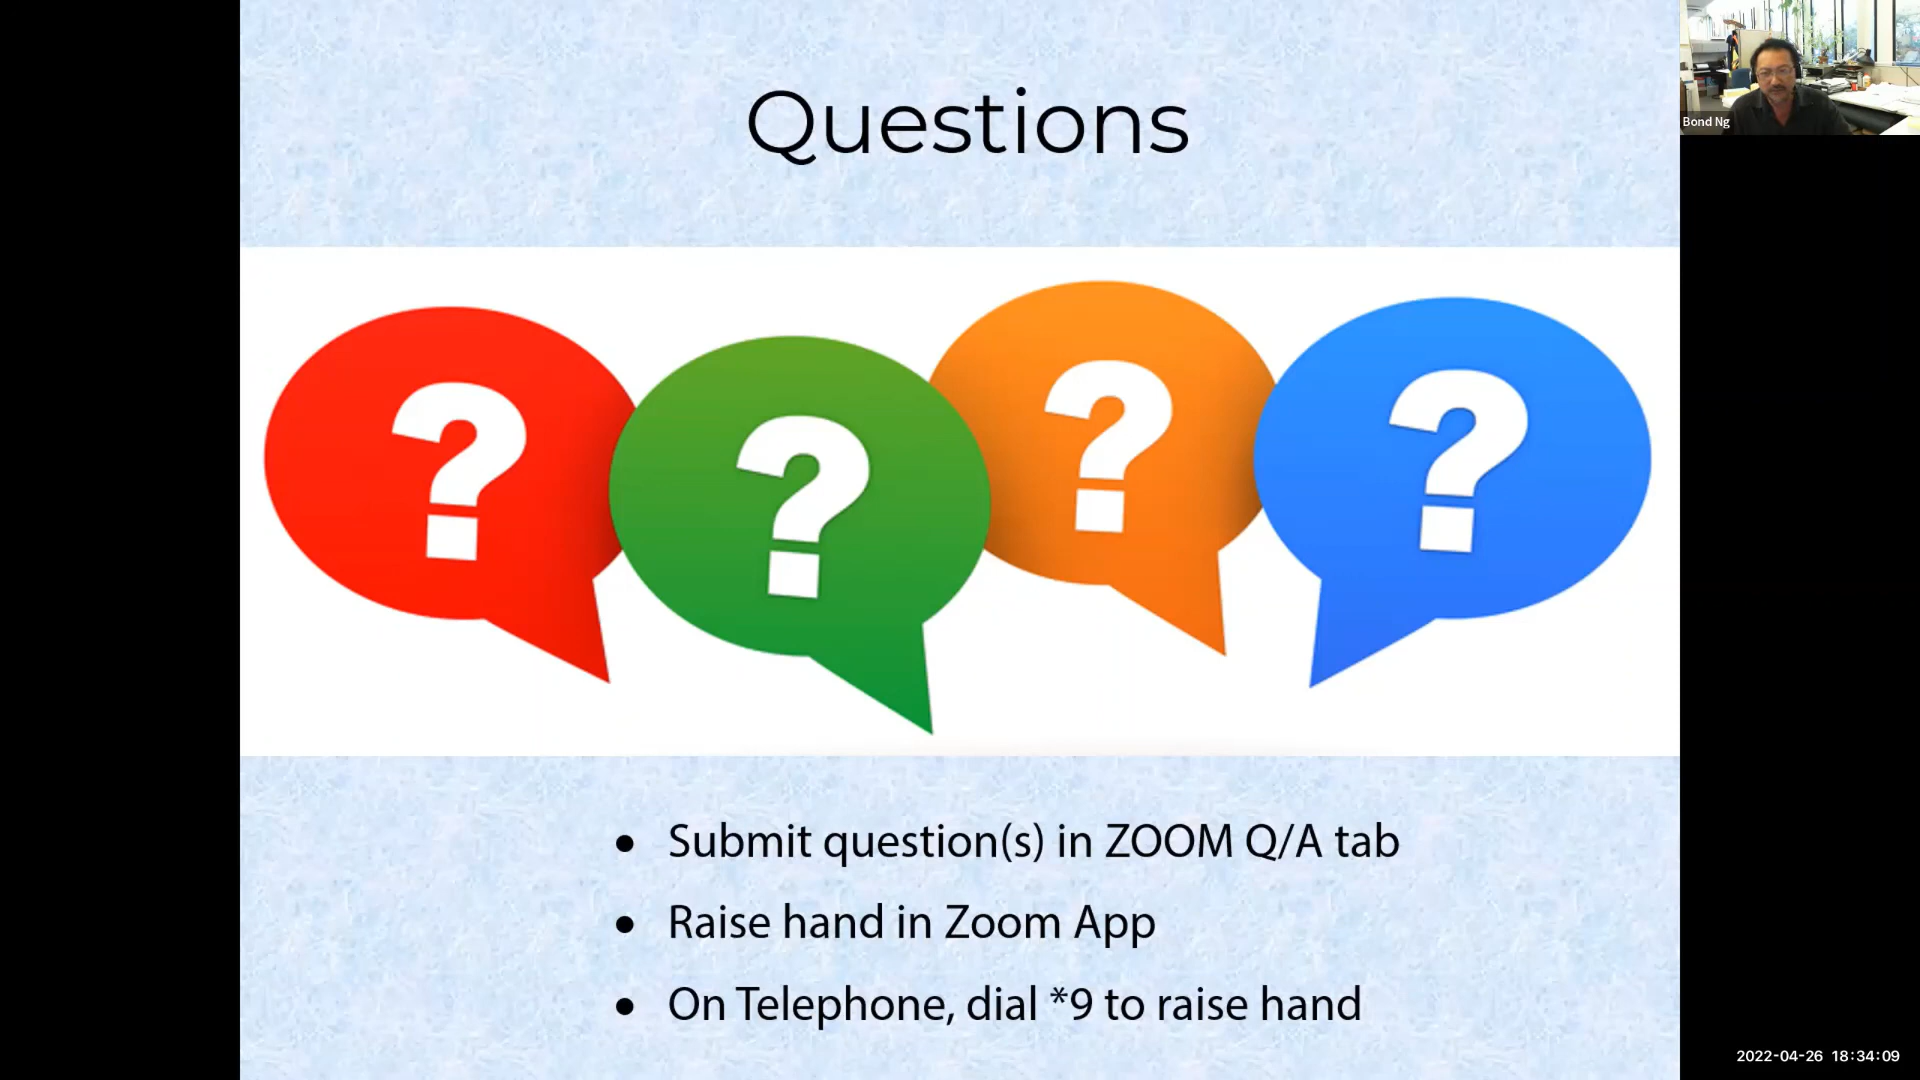 Questions
Bond Ng
? ? ? ?
• Submit question(s) in ZOOM Q/A tab
• Raise hand in Zoom App
• On Telephone, dial *9 to raise hand
2022-04-26 18:34:09